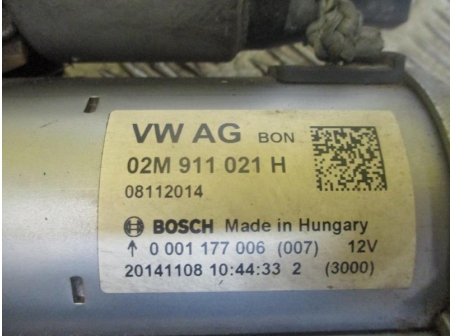 VW AG BON
02M 911 021 H
08112014
BOSCH Made in Hungary
↑ 0 001 177 006 (007) 12V
20141108 10:44:33 2 (3000)